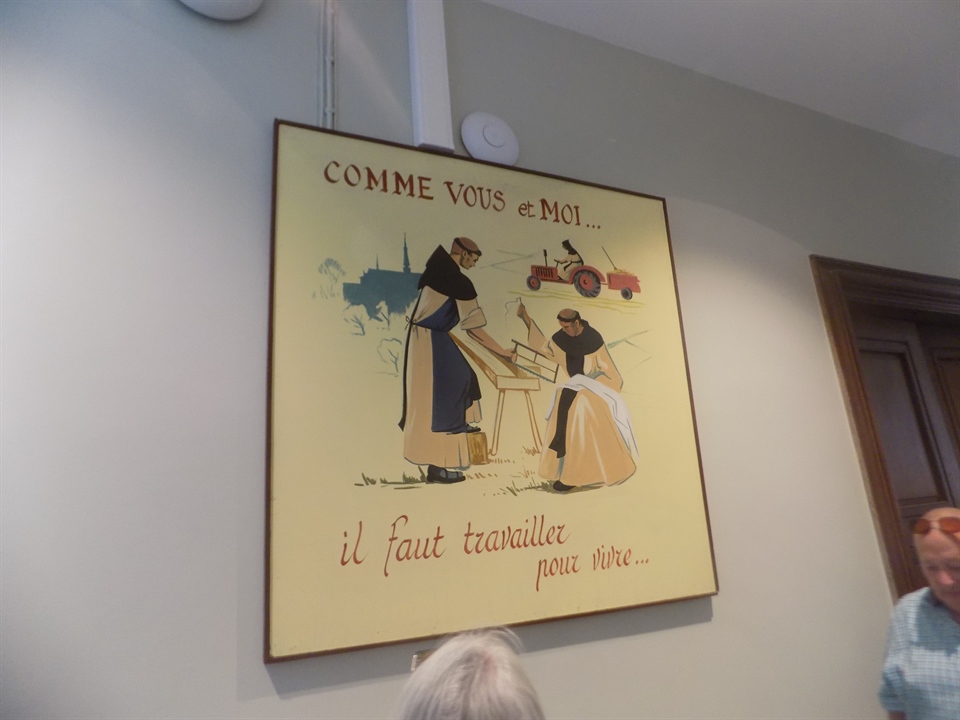 COMME VOUS et MOI...
il faut travailler
pour vivre...